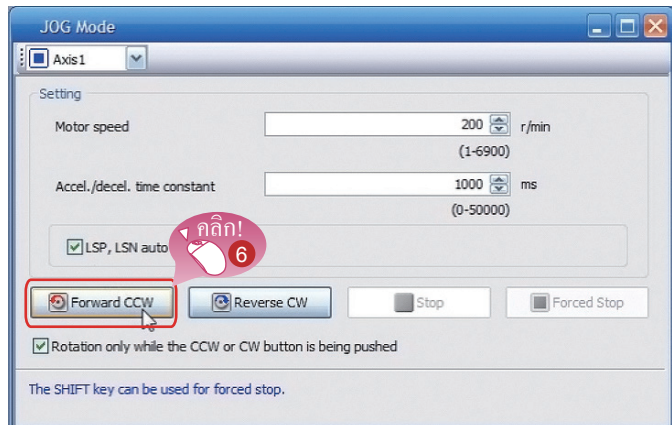 JOG Mode
Axis1
Setting
Motor speed 200 r/min
(1-6900)
Accel./decel. time constant 1000 ms
(0-50000)
คลิก!
6
LSP, LSN auto
Forward CCW Reverse CW Stop Forced Stop
Rotation only while the CCW or CW button is being pushed
The SHIFT key can be used for forced stop.